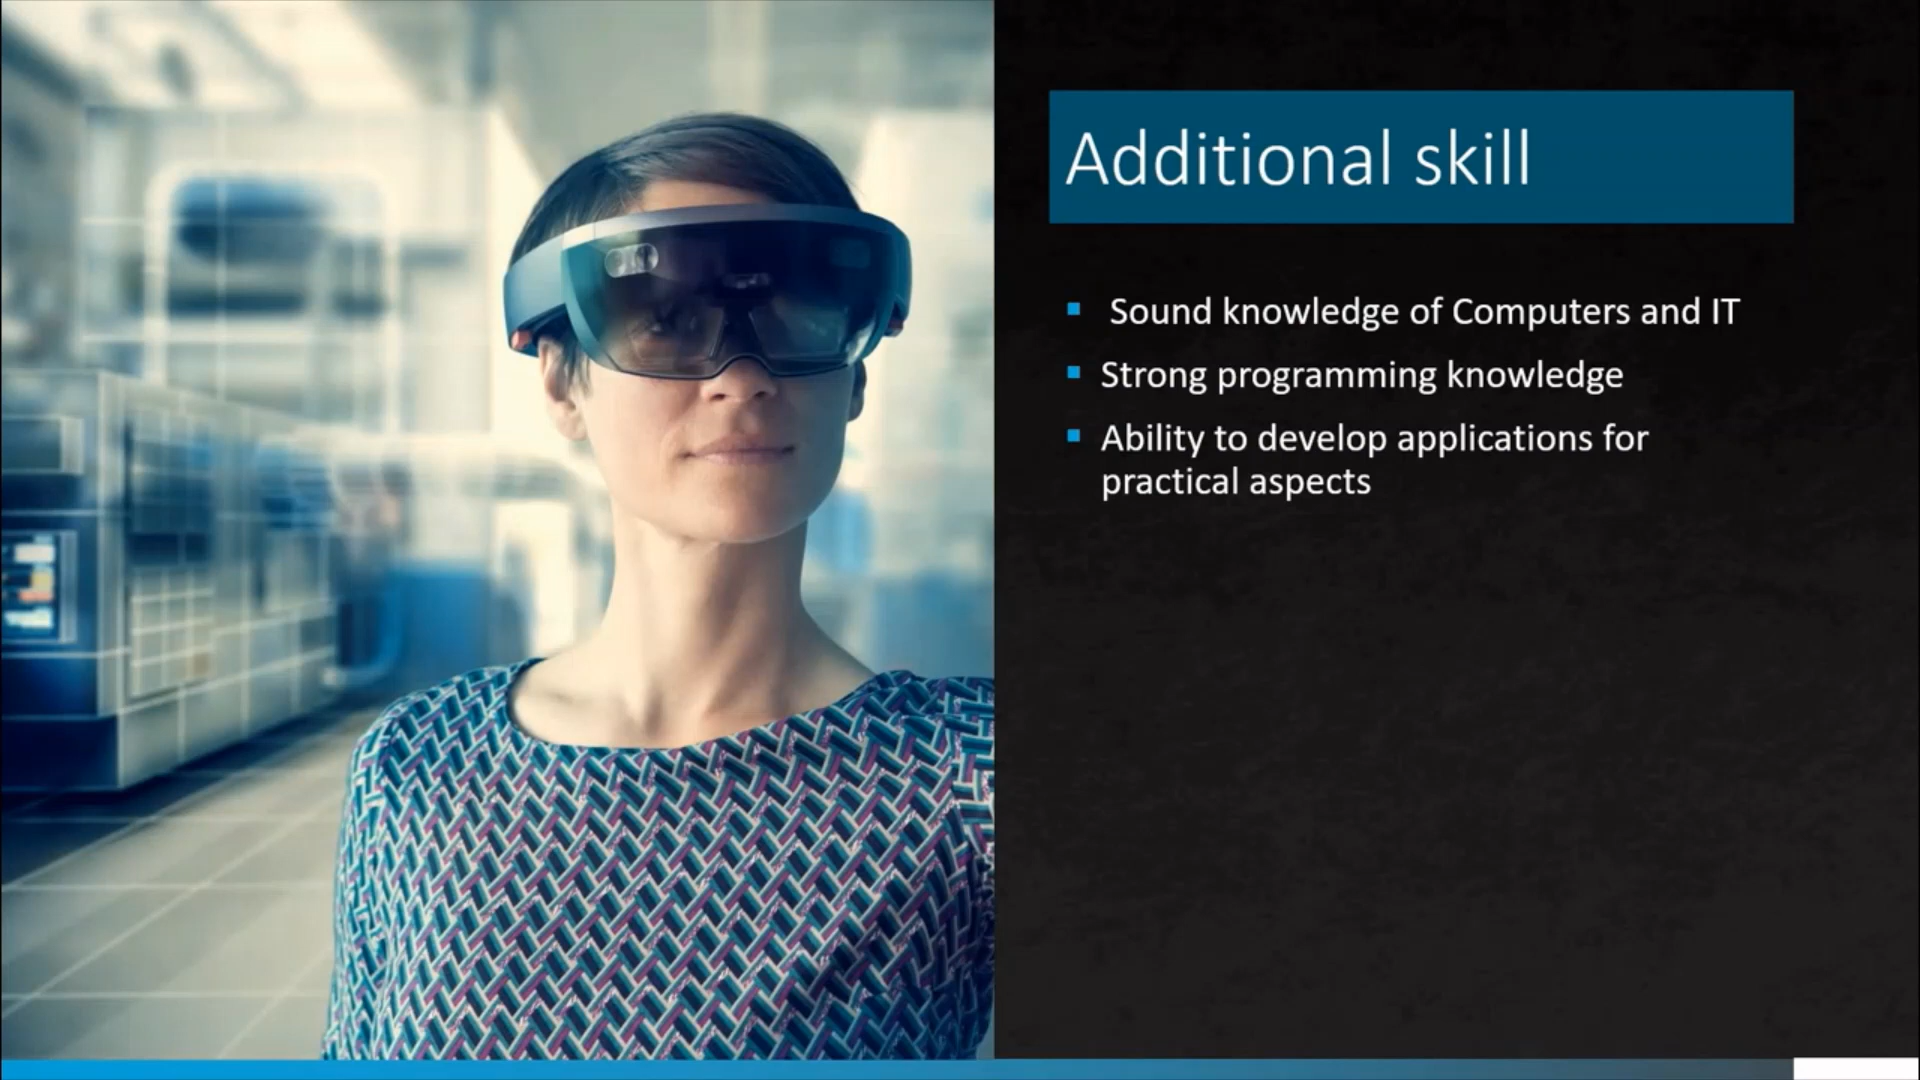 Additional skill
Sound knowledge of Computers and IT
Strong programming knowledge
Ability to develop applications for
practical aspects